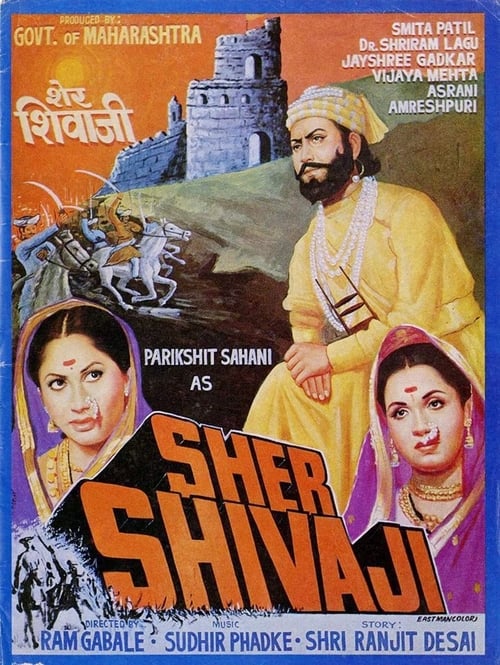 PRODUCED BY:
GOVT. OF MAHARASHTRA
SMITA PATIL
DR. SHRIRAM LAGU
JAYSHREE GADKAR
VIJAYA MEHTA
ASRANI
AMRESHPURI
शेर
शिवाजी
PARIKSHIT SAHANI
AS
SHER
SHIVAJI
EASTMANCOLOR
DIRECTED BY
RAM GABALE •
MUSIC
SUDHIR PHADKE •
STORY:
SHRI RANJIT DESAI